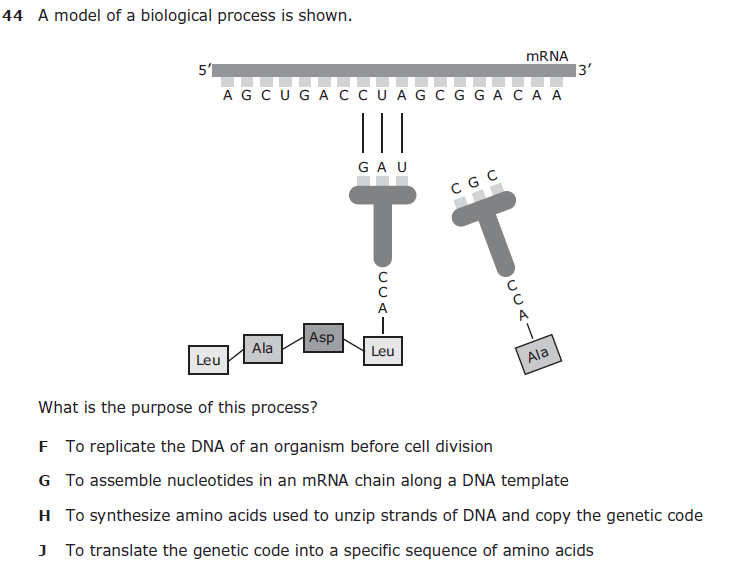 44 A model of a biological process is shown.
mRNA
5′ 3′
A G C U G A C C U A G C G G A C A A
G A U
C G C
C
C
A
C
C
A
Leu Ala Asp Leu
Ala
What is the purpose of this process?
F To replicate the DNA of an organism before cell division
G To assemble nucleotides in an mRNA chain along a DNA template
H To synthesize amino acids used to unzip strands of DNA and copy the genetic code
J To translate the genetic code into a specific sequence of amino acids